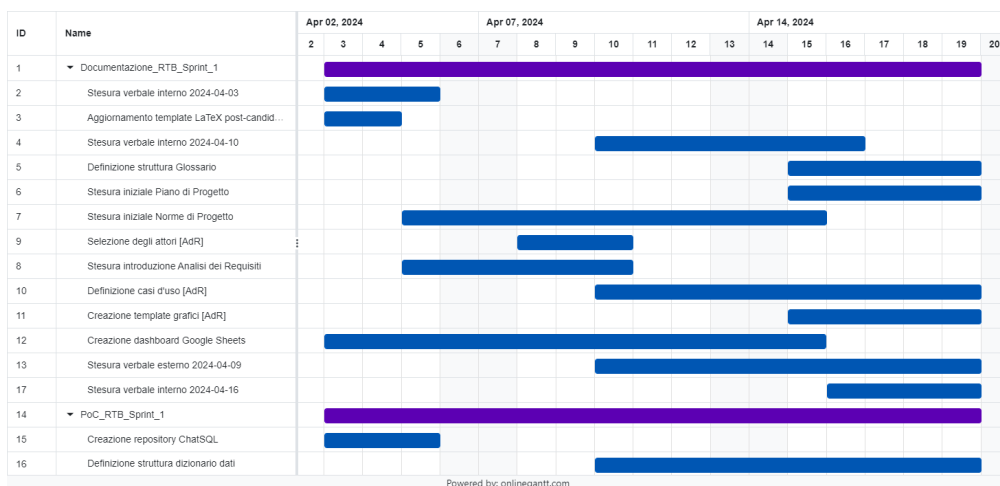 ID Name Apr 02, 2024 Apr 07, 2024 Apr 14, 2024
2 3 4 5 6 7 8 9 10 11 12 13 14 15 16 17 18 19 20
1 Documentazione_RTB_Sprint_1
2 Stesura verbale interno 2024-04-03
3 Aggiornamento template LaTeX post-candid...
4 Stesura verbale interno 2024-04-10
5 Definizione struttura Glossario
6 Stesura iniziale Piano di Progetto
7 Stesura iniziale Norme di Progetto
9 Selezione degli attori [AdR]
8 Stesura introduzione Analisi dei Requisiti
10 Definizione casi d'uso [AdR]
11 Creazione template grafici [AdR]
12 Creazione dashboard Google Sheets
13 Stesura verbale esterno 2024-04-09
17 Stesura verbale interno 2024-04-16
14 PoC_RTB_Sprint_1
15 Creazione repository ChatSQL
16 Definizione struttura dizionario dati
Powered by: onlinegantt.com